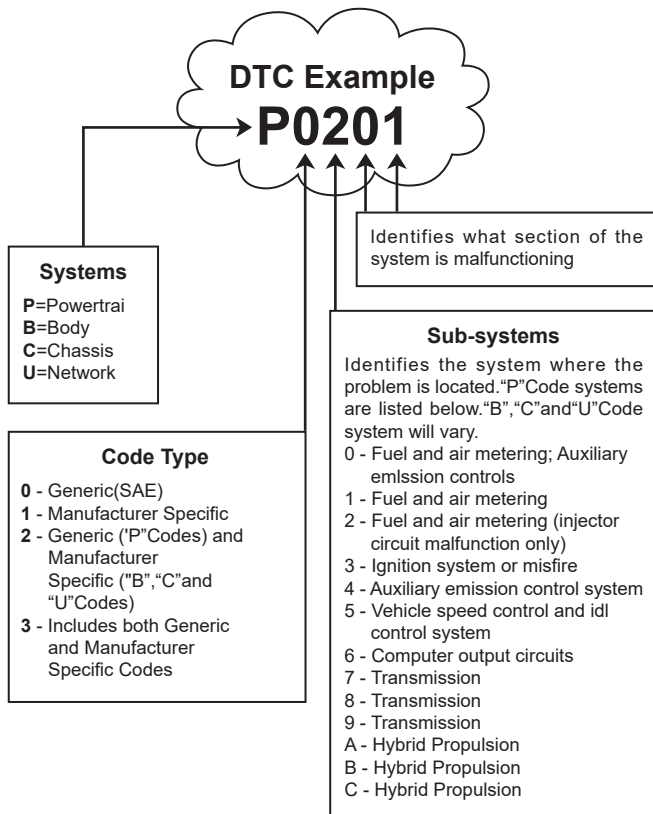 DTC Example
P0201
Identifies what section of the
system is malfunctioning
Systems
P=Powertrai
B=Body
C=Chassis
U=Network
Code Type
0 - Generic(SAE)
1 - Manufacturer Specific
2 - Generic ('P"Codes) and
Manufacturer
Specific ("B",“C”and
“U”Codes)
3 - Includes both Generic
and Manufacturer
Specific Codes
Sub-systems
Identifies the system where the
problem is located.“P”Code systems
are listed below.“B”,“C”and“U”Code
system will vary.
0 - Fuel and air metering; Auxiliary
emlssion controls
1 - Fuel and air metering
2 - Fuel and air metering (injector
circuit malfunction only)
3 - Ignition system or misfire
4 - Auxiliary emission control system
5 - Vehicle speed control and idl
control system
6 - Computer output circuits
7 - Transmission
8 - Transmission
9 - Transmission
A - Hybrid Propulsion
B - Hybrid Propulsion
C - Hybrid Propulsion